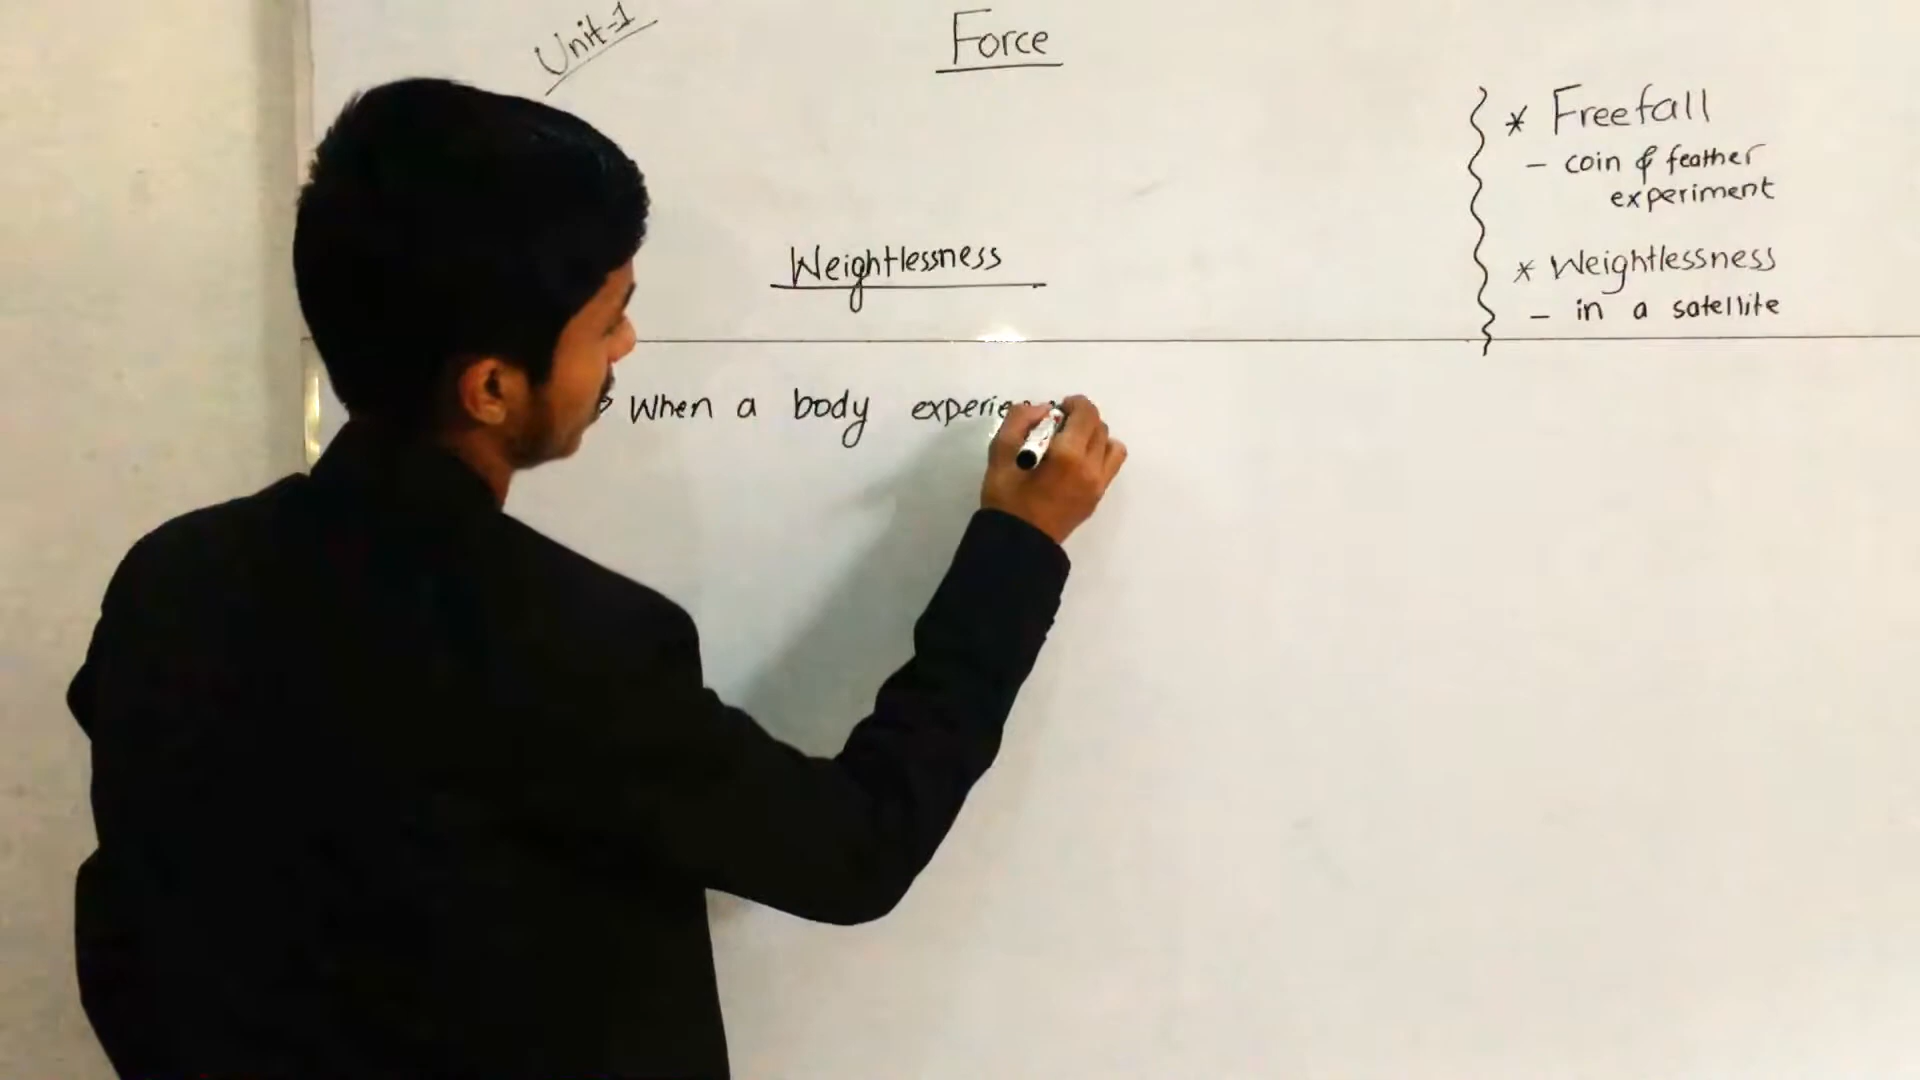 Unit-1
Force
* Freefall
- coin & feather
experiment
* Weightlessness
- in a satellite
Weightlessness
When a body